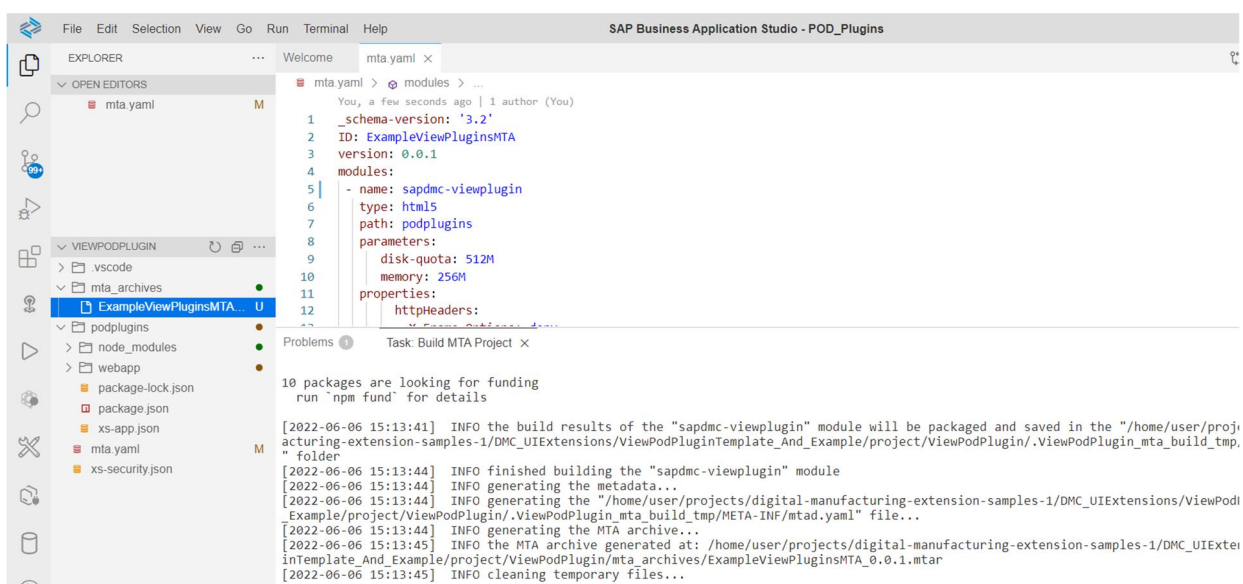 File Edit Selection View Go Run Terminal Help SAP Business Application Studio - POD_Plugins
EXPLORER ...
OPEN EDITORS
mta.yaml M
99+
VIEWPODPLUGIN ...
.vscode
mta_archives
ExampleViewPluginsMTA... U
podplugins
node_modules
webapp
package-lock.json
package.json
xs-app.json
mta.yaml M
xs-security.json
Welcome mta.yaml ×
mta.yaml > modules > ...
You, a few seconds ago | 1 author (You)
1 _schema-version: '3.2'
2 ID: ExampleViewPluginsMTA
3 version: 0.0.1
4 modules:
5 - name: sapdmc-viewplugin
6 type: html5
7 path: podplugins
8 parameters:
9 disk-quota: 512M
10 memory: 256M
11 properties:
12 httpHeaders:
Problems 1 Task: Build MTA Project ×
10 packages are looking for funding
run `npm fund` for details
[2022-06-06 15:13:41] INFO the build results of the "sapdmc-viewplugin" module will be packaged and saved in the "/home/user/proje
acturing-extension-samples-1/DMC_UIExtensions/ViewPodPluginTemplate_And_Example/project/ViewPodPlugin/.ViewPodPlugin_mta_build_tmp/
" folder
[2022-06-06 15:13:44] INFO finished building the "sapdmc-viewplugin" module
[2022-06-06 15:13:44] INFO generating the metadata...
[2022-06-06 15:13:44] INFO generating the "/home/user/projects/digital-manufacturing-extension-samples-1/DMC_UIExtensions/ViewPodP
_Example/project/ViewPodPlugin/.ViewPodPlugin_mta_build_tmp/META-INF/mtad.yaml" file...
[2022-06-06 15:13:44] INFO generating the MTA archive...
[2022-06-06 15:13:45] INFO the MTA archive generated at: /home/user/projects/digital-manufacturing-extension-samples-1/DMC_UIExten
inTemplate_And_Example/project/ViewPodPlugin/mta_archives/ExampleViewPluginsMTA_0.0.1.mtar
[2022-06-06 15:13:45] INFO cleaning temporary files...